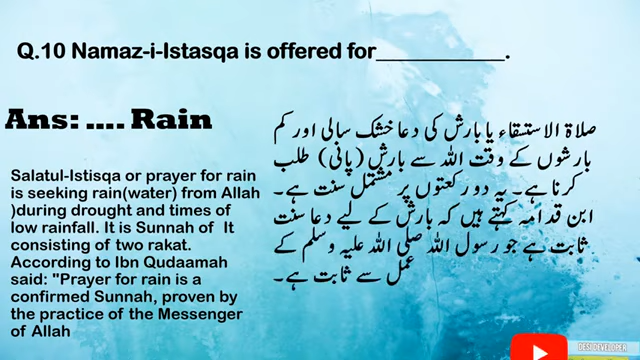 Q.10 Namaz-i-Istasqa is offered for____________.
Ans: .... Rain
Salatul-Istisqa or prayer for rain
is seeking rain(water) from Allah
)during drought and times of
low rainfall. It is Sunnah of  It
consisting of two rakat.
According to Ibn Qudaamah
said: "Prayer for rain is a
confirmed Sunnah, proven by
the practice of the Messenger
of Allah
صلاۃ الاستسقاء یا بارش کی دعا خشک سالی اور کم
بارشوں کے وقت اللہ سے بارش (پانی) طلب
کرنا ہے۔ یہ دو رکعتوں پر مشتمل سنت ہے۔
ابن قدامہ کہتے ہیں کہ بارش کے لیے دعا سنت
ثابت ہے جو رسول اللہ صلی اللہ علیہ وسلم کے
عمل سے ثابت ہے۔
DESI DEVELOPER